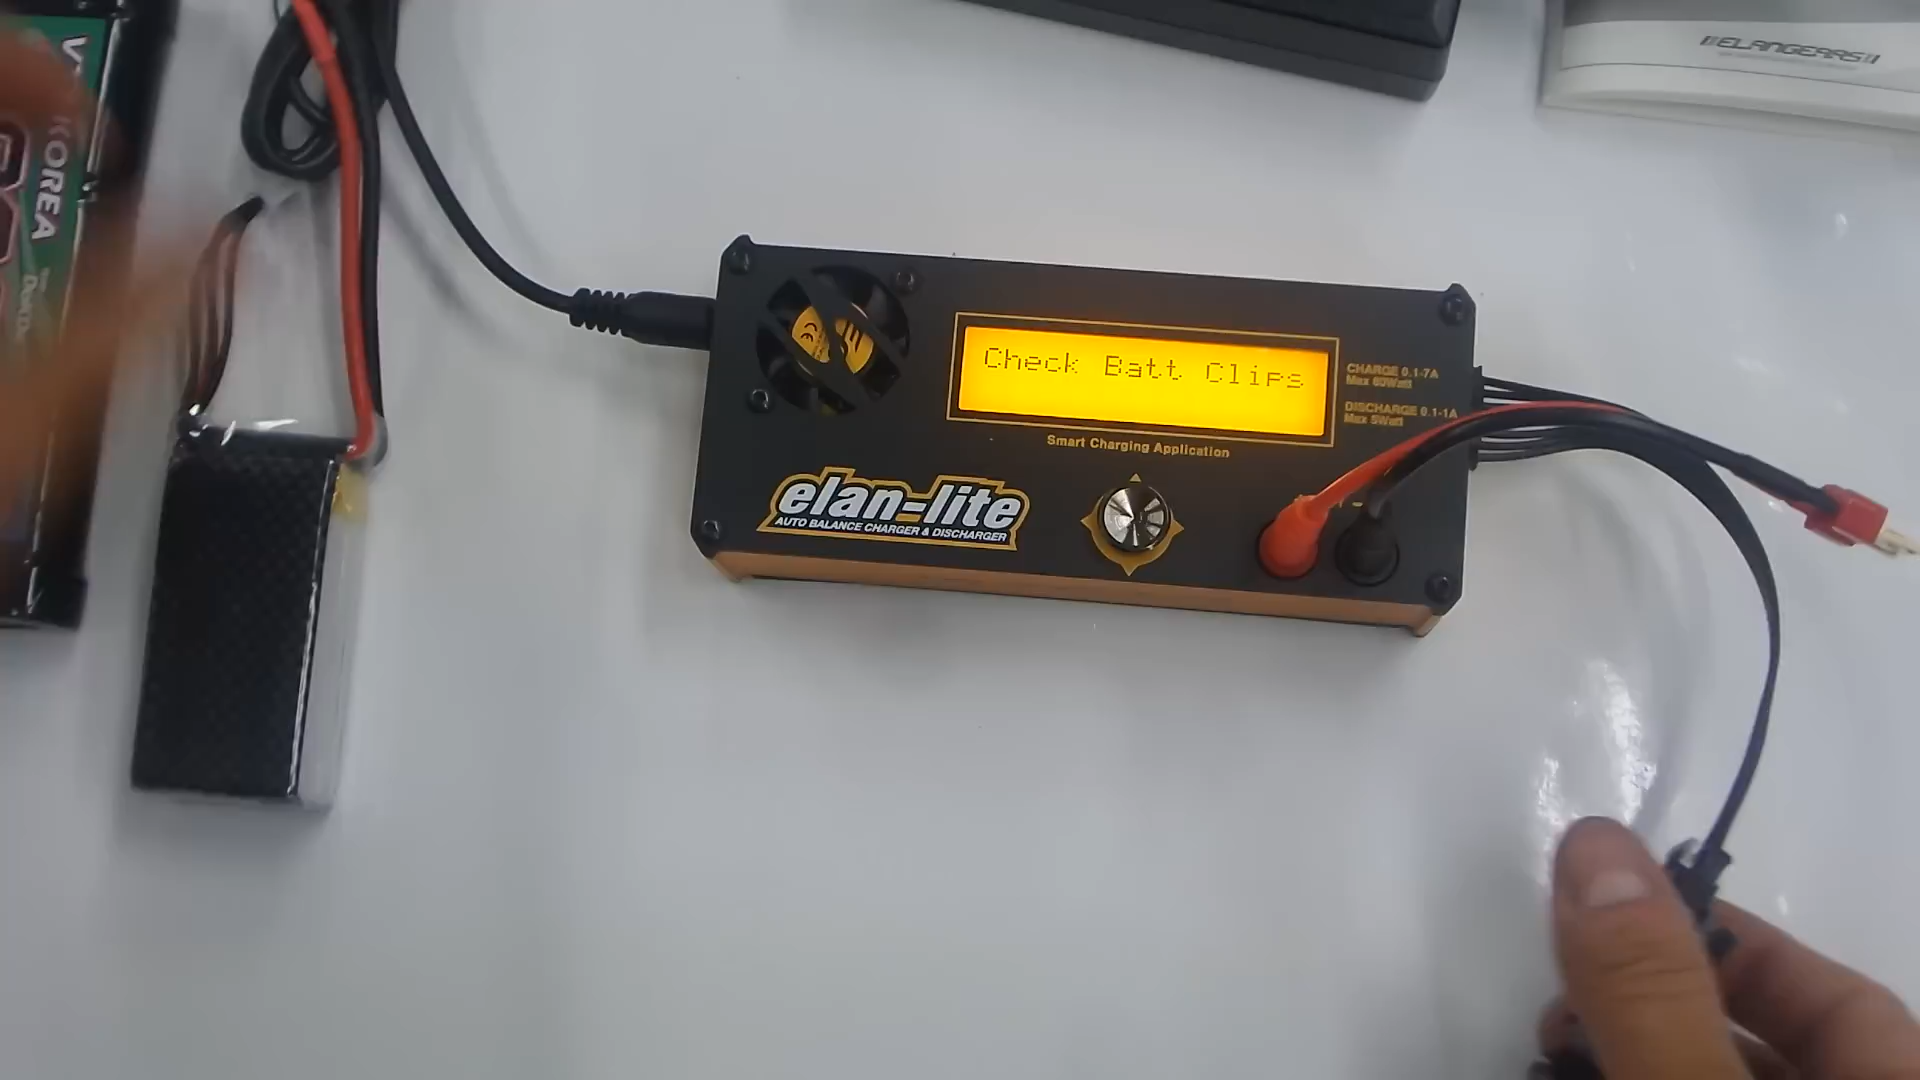 KOREA
ELANGEARS
Check Batt Clips
CHARGE 0.1-7A
Max 60Watt
DISCHARGE 0.1-1A
Max 5Watt
Smart Charging Application
elan-lite
AUTO BALANCE CHARGER & DISCHARGER
CE